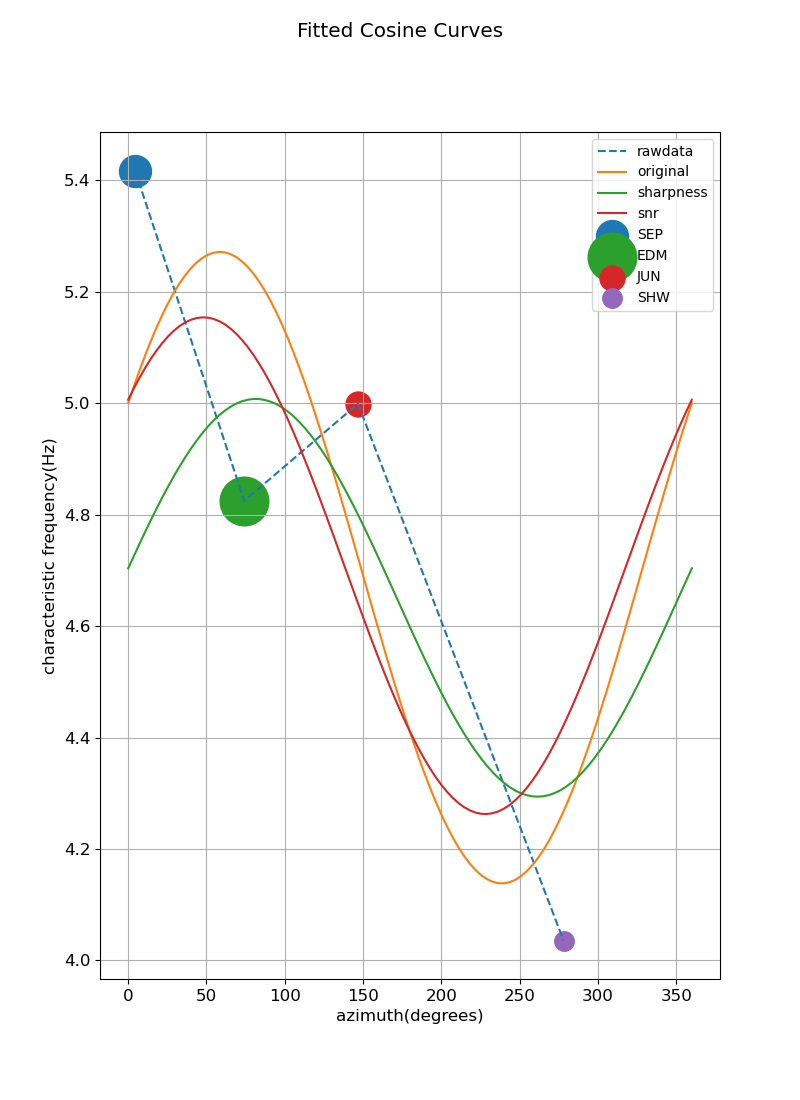 Fitted Cosine Curves
rawdata
original
sharpness
snr
SEP
EDM
JUN
SHW
5.4
5.2
5.0
4.8
4.6
4.4
4.2
4.0
characteristic frequency(Hz)
0 50 100 150 200 250 300 350
azimuth(degrees)